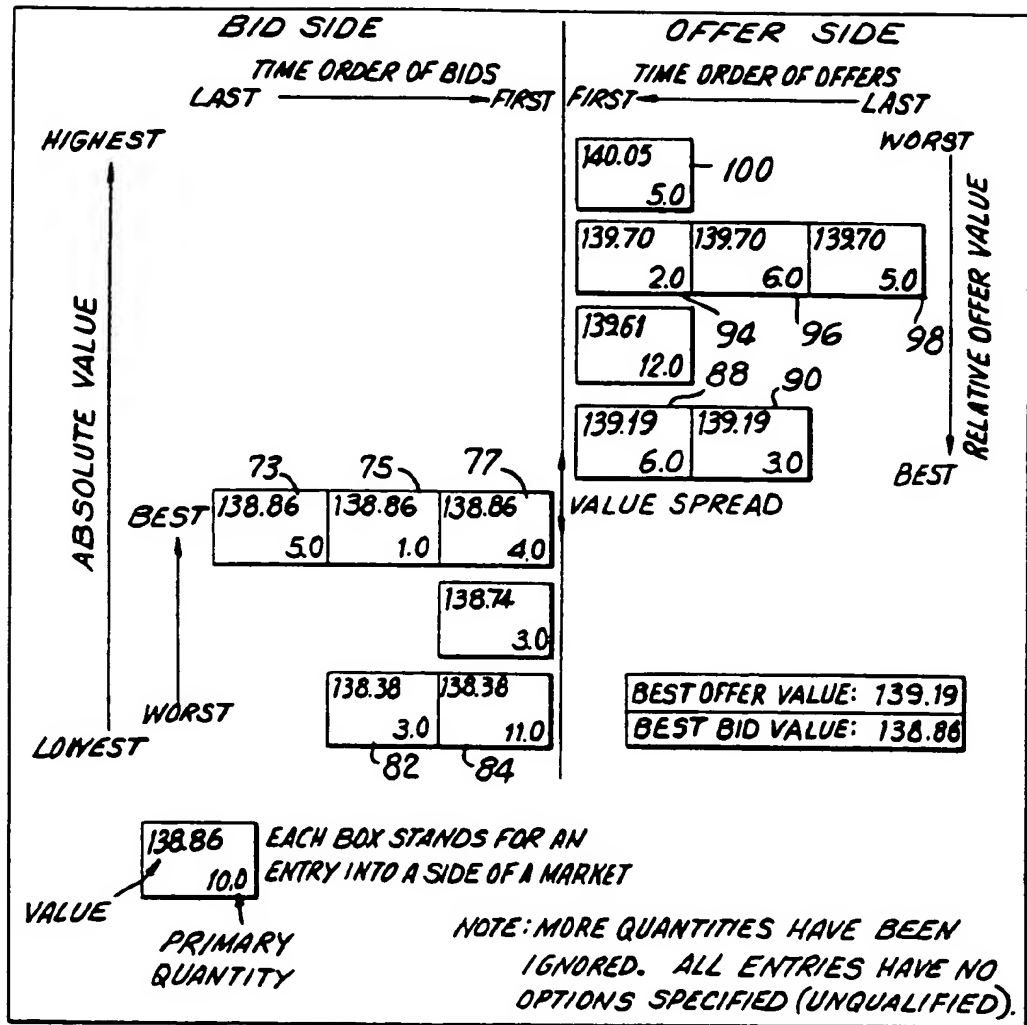 BID SIDE
OFFER SIDE
TIME ORDER OF BIDS
TIME ORDER OF OFFERS
LAST FIRST
FIRST LAST
HIGHEST
WORST
140.05
5.0
100
139.70 139.70 139.70
2.0 6.0 5.0
94 96 98
139.61
12.0
88 90
139.19 139.19
6.0 3.0
RELATIVE OFFER VALUE
BEST
ABSOLUTE VALUE
73 75 77
BEST
138.86 138.86 138.86
5.0 1.0 4.0
VALUE SPREAD
138.74
3.0
138.38 138.38
3.0 11.0
82 84
WORST
LOWEST
BEST OFFER VALUE: 139.19
BEST BID VALUE: 138.86
138.86
10.0
EACH BOX STANDS FOR AN
ENTRY INTO A SIDE OF A MARKET
VALUE
PRIMARY
QUANTITY
NOTE: MORE QUANTITIES HAVE BEEN
IGNORED. ALL ENTRIES HAVE NO
OPTIONS SPECIFIED (UNQUALIFIED).